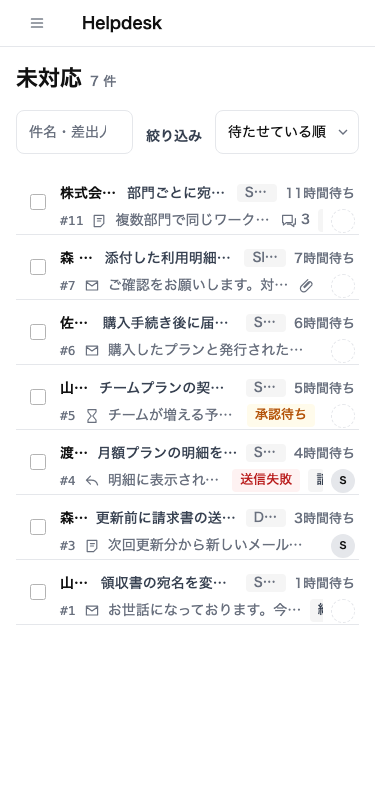 Helpdesk
未対応 7 件
件名・差出人
絞り込み
待たせている順
株式会… 部門ごとに宛… S… 11時間待ち
#11 複数部門で同じワーク… 3
森 … 添付した利用明細… Sl… 7時間待ち
#7 ご確認をお願いします。対…
佐… 購入手続き後に届… S… 6時間待ち
#6 購入したプランと発行された…
山… チームプランの契… S… 5時間待ち
#5 チームが増える予… 承認待ち
渡… 月額プランの明細を… S… 4時間待ち
#4 明細に表示され… 送信失敗 S
森… 更新前に請求書の送… D… 3時間待ち
#3 次回更新分から新しいメール… S
山… 領収書の宛名を変… S… 1時間待ち
#1 お世話になっております。今…